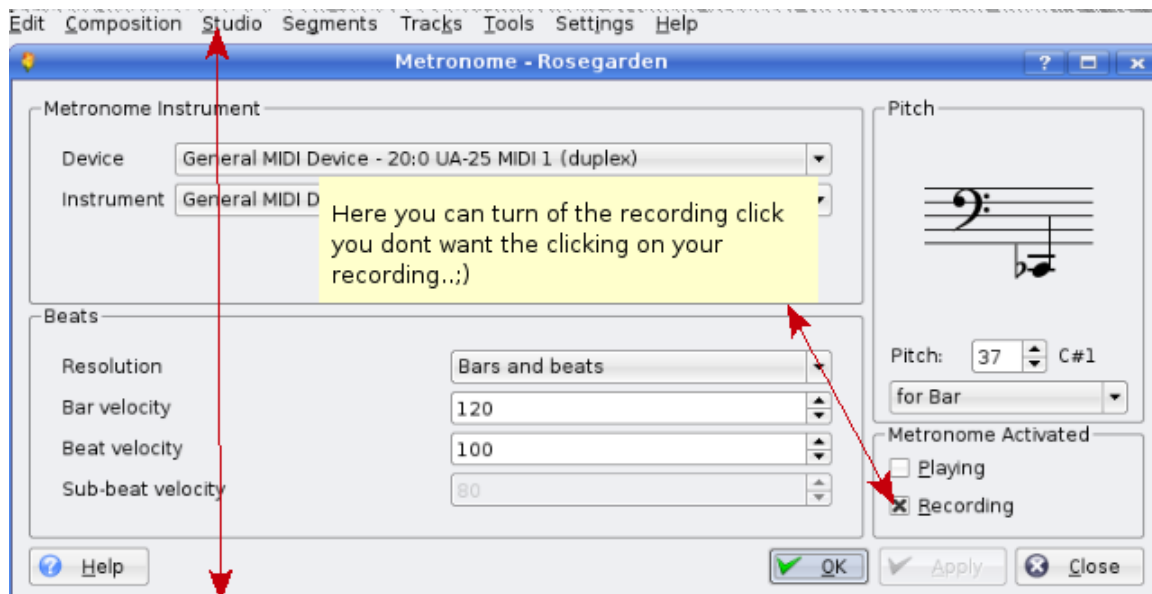 Edit Composition Studio Segments Tracks Tools Settings Help
Metronome - Rosegarden
Metronome Instrument
Device General MIDI Device - 20:0 UA-25 MIDI 1 (duplex)
Instrument General MIDI D
Here you can turn of the recording click
you dont want the clicking on your
recording..;)
Beats
Resolution Bars and beats
Bar velocity 120
Beat velocity 100
Sub-beat velocity 80
Pitch
Pitch: 37 C#1
for Bar
Metronome Activated
Playing
Recording
Help OK Apply Close